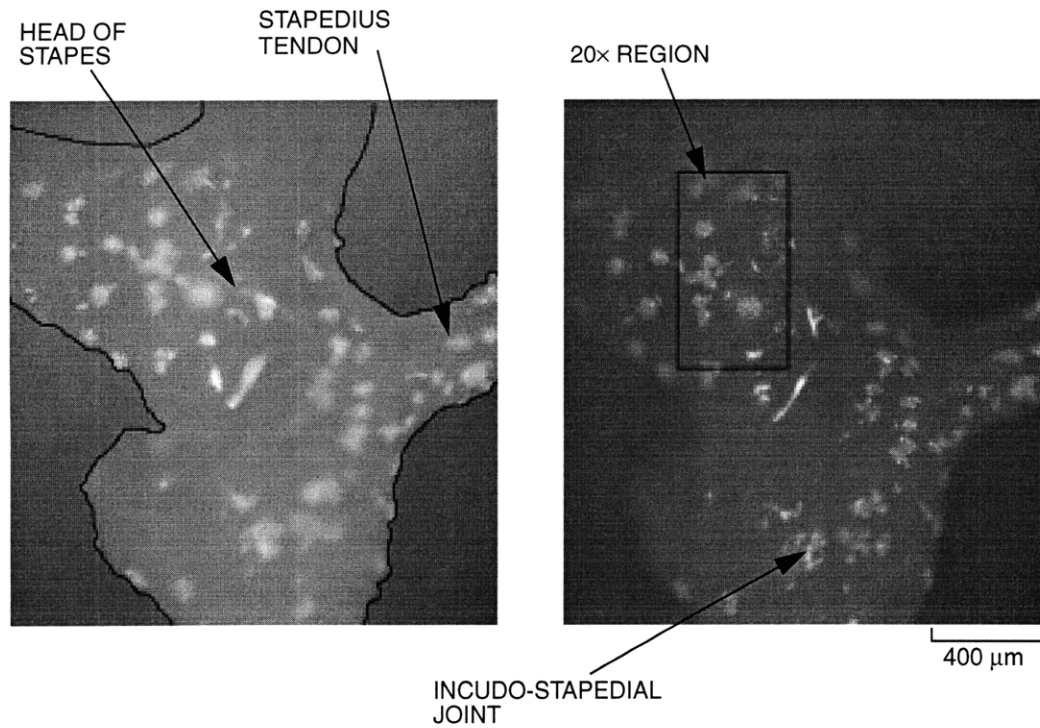 HEAD OF
STAPES
STAPEDIUS
TENDON
20× REGION
400 μm
INCUDO-STAPEDIAL
JOINT